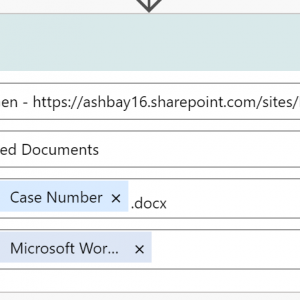 en - https://ashbay16.sharepoint.com/sites/
ed Documents
Case Number × .docx
Microsoft Wor... ×